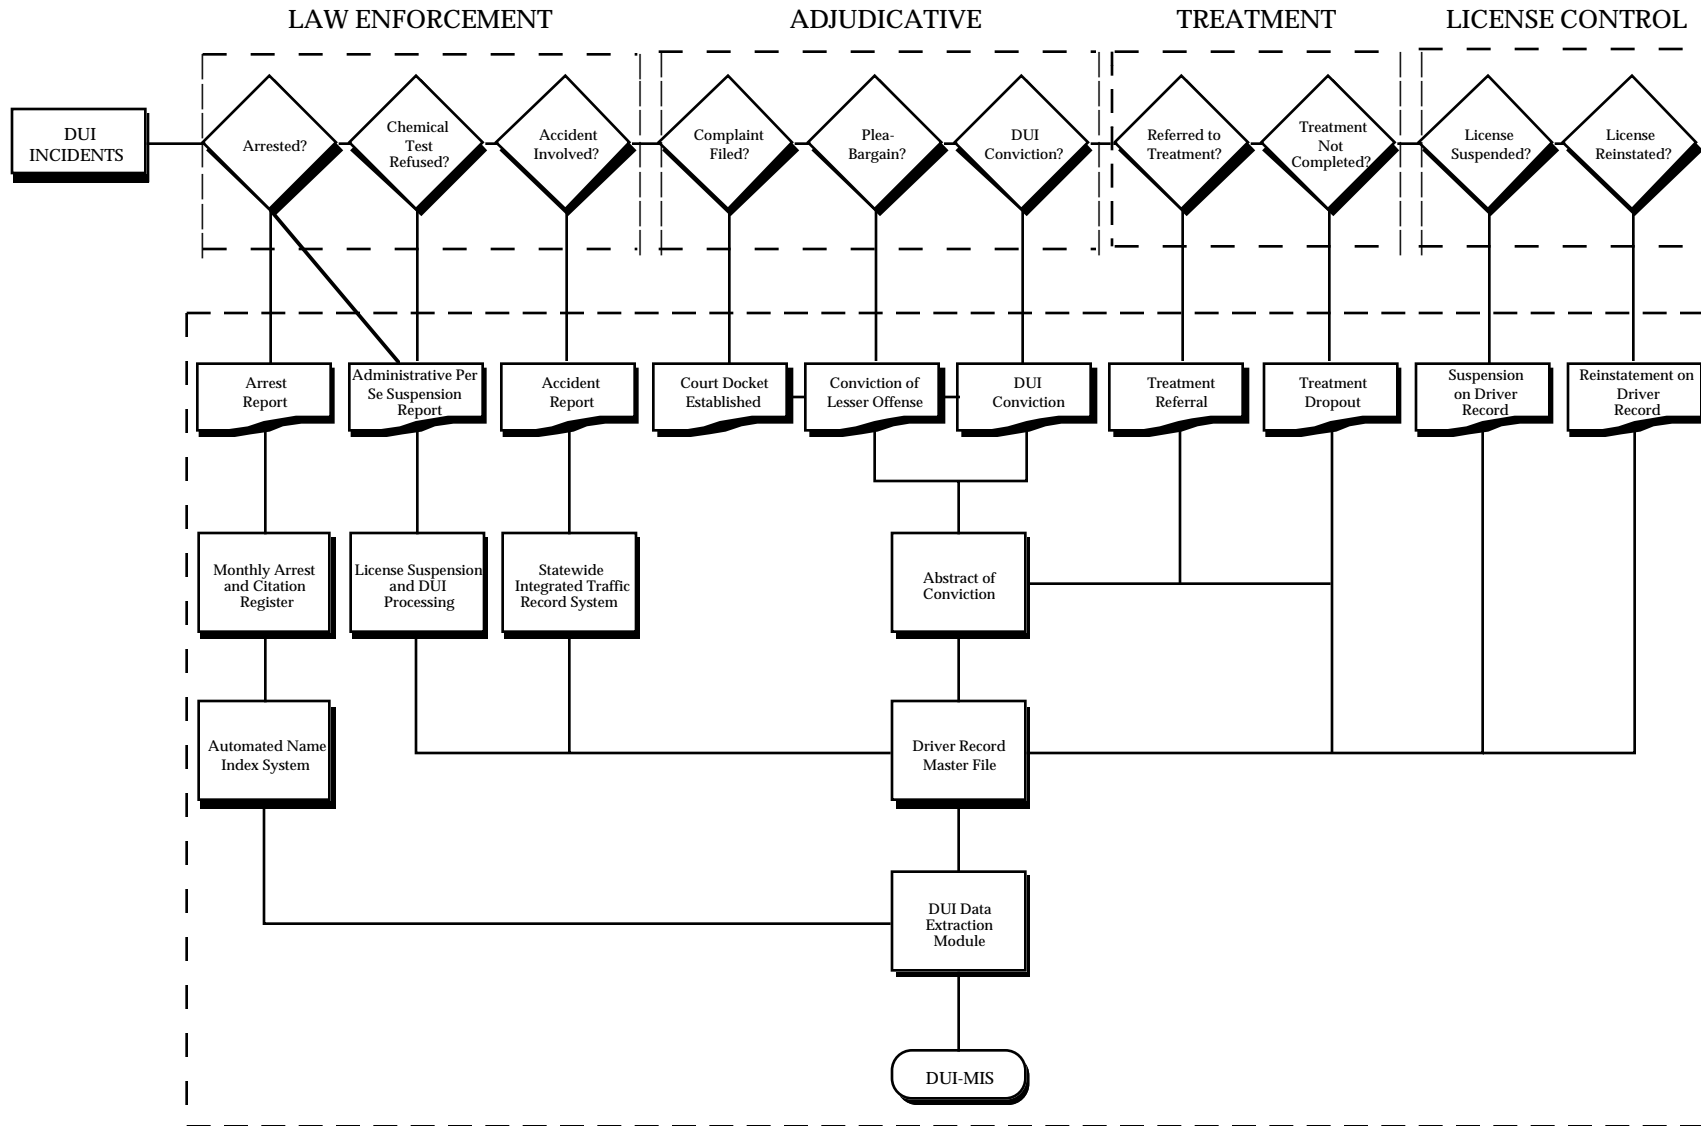 LAW ENFORCEMENT
ADJUDICATIVE
TREATMENT
LICENSE CONTROL
DUI
INCIDENTS
Arrested?
Chemical
Test
Refused?
Accident
Involved?
Complaint
Filed?
Plea-
Bargain?
DUI
Conviction?
Referred to
Treatment?
Treatment
Not
Completed?
License
Suspended?
License
Reinstated?
Arrest
Report
Administrative Per
Se Suspension
Report
Accident
Report
Court Docket
Established
Conviction of
Lesser Offense
DUI
Conviction
Treatment
Referral
Treatment
Dropout
Suspension
on Driver
Record
Reinstatement on
Driver
Record
Monthly Arrest
and Citation
Register
License Suspension
and DUI
Processing
Statewide
Integrated Traffic
Record System
Abstract of
Conviction
Automated Name
Index System
Driver Record
Master File
DUI Data
Extraction
Module
DUI-MIS